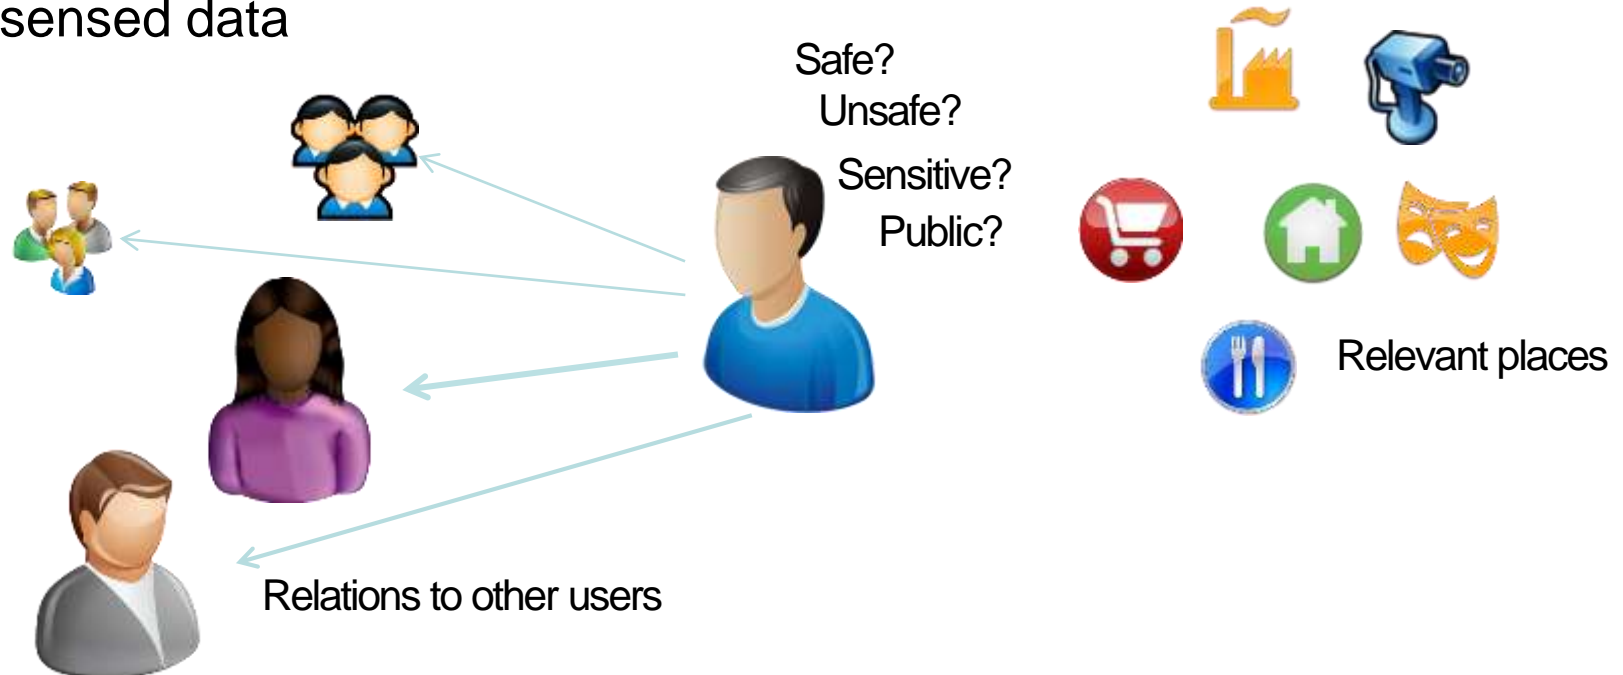 sensed data
Safe?
Unsafe?
Sensitive?
Public?
Relevant places
Relations to other users